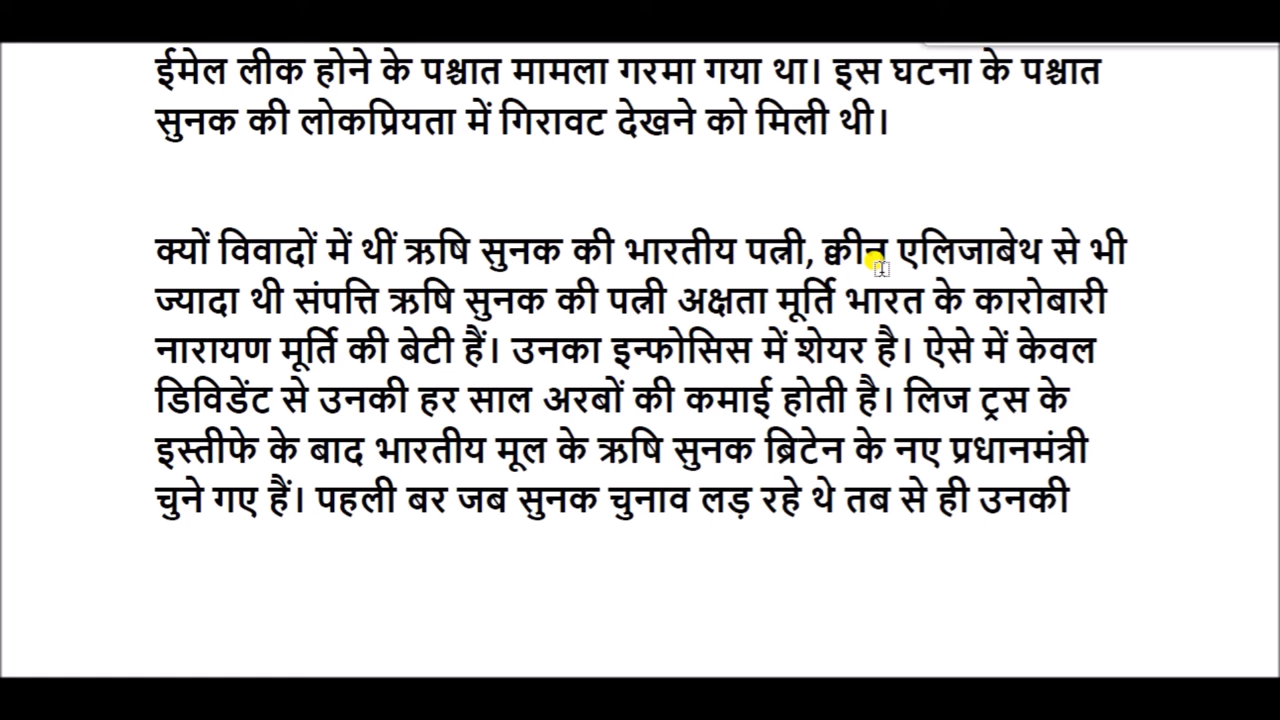 ईमेल लीक होने के पश्चात मामला गरमा गया था। इस घटना के पश्चात
सुनक की लोकप्रियता में गिरावट देखने को मिली थी।
क्यों विवादों में थीं ऋषि सुनक की भारतीय पत्नी, क्वीन एलिजाबेथ से भी
ज्यादा थी संपत्ति ऋषि सुनक की पत्नी अक्षता मूर्ति भारत के कारोबारी
नारायण मूर्ति की बेटी हैं। उनका इन्फोसिस में शेयर है। ऐसे में केवल
डिविडेंट से उनकी हर साल अरबों की कमाई होती है। लिज ट्रस के
इस्तीफे के बाद भारतीय मूल के ऋषि सुनक ब्रिटेन के नए प्रधानमंत्री
चुने गए हैं। पहली बर जब सुनक चुनाव लड़ रहे थे तब से ही उनकी